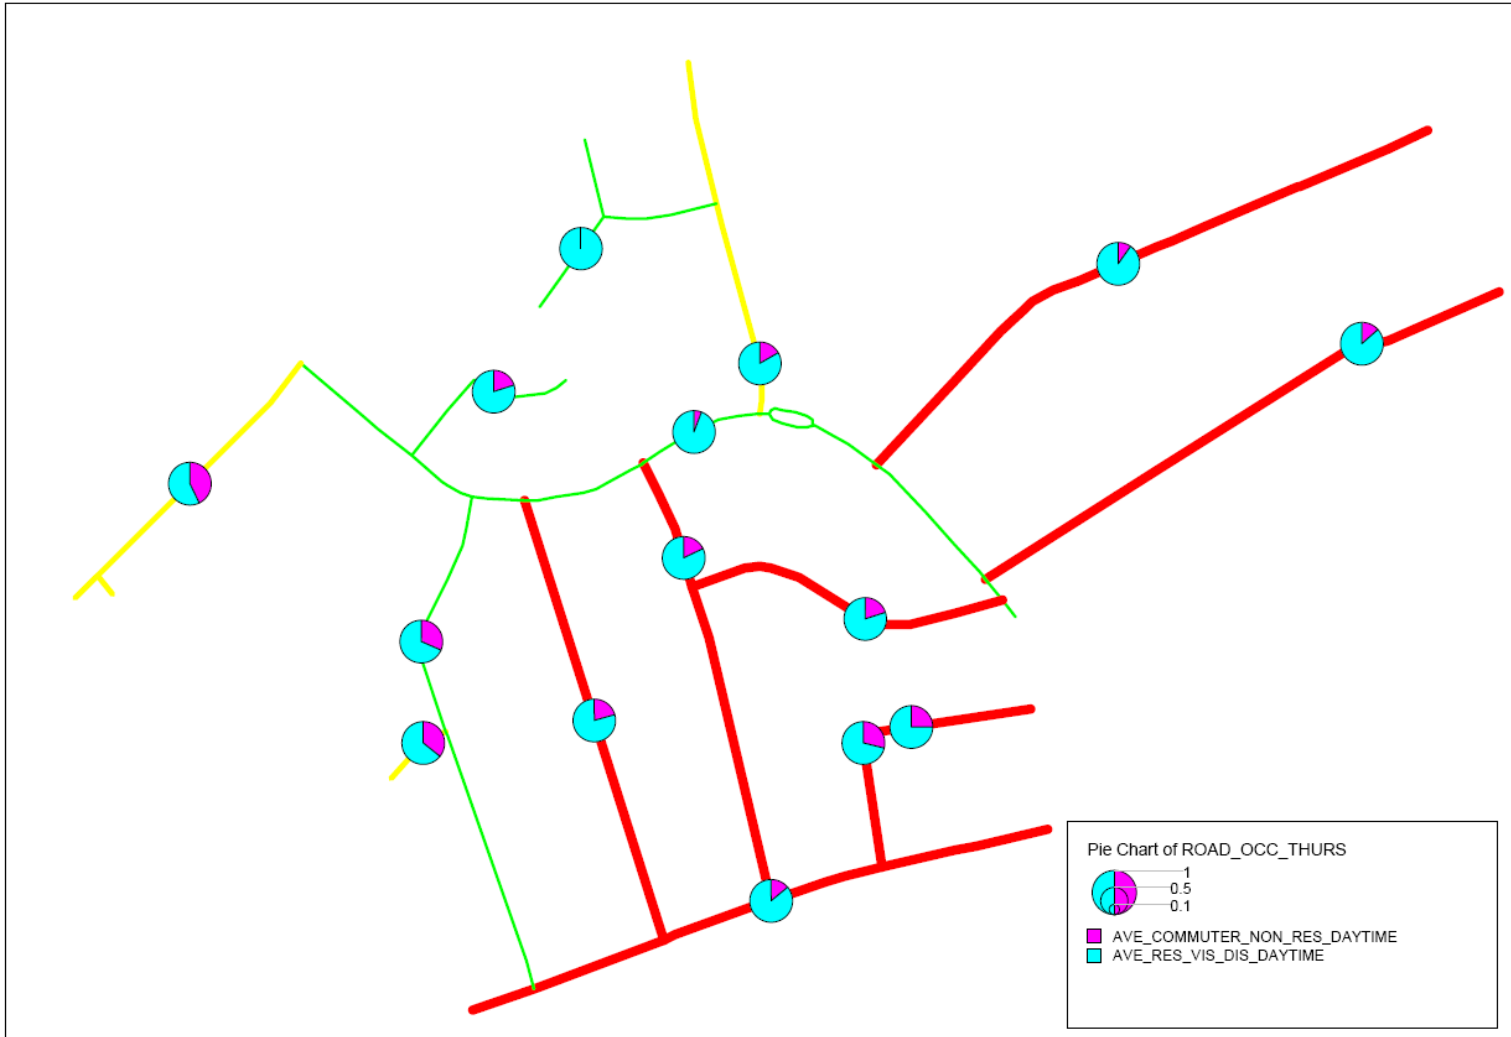 Pie Chart of ROAD_OCC_THURS
1
0.5
0.1
AVE_COMMUTER_NON_RES_DAYTIME
AVE_RES_VIS_DIS_DAYTIME